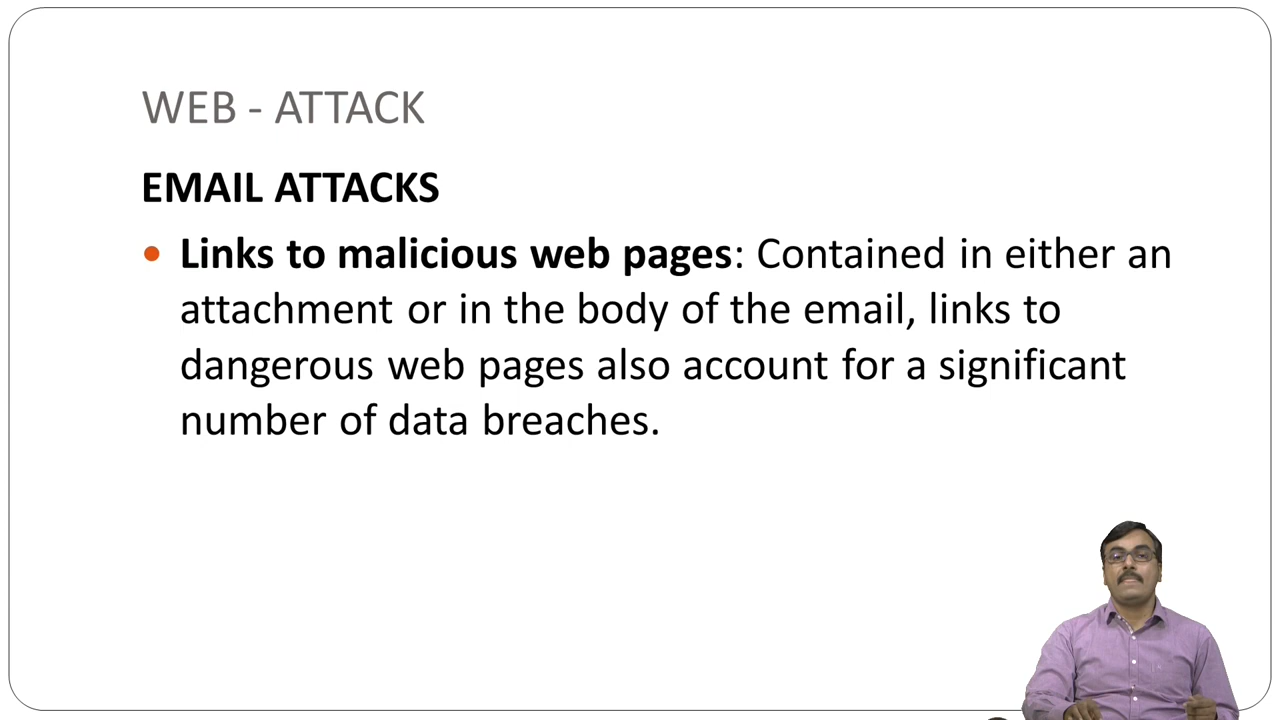 WEB - ATTACK
EMAIL ATTACKS
• Links to malicious web pages: Contained in either an
attachment or in the body of the email, links to
dangerous web pages also account for a significant
number of data breaches.